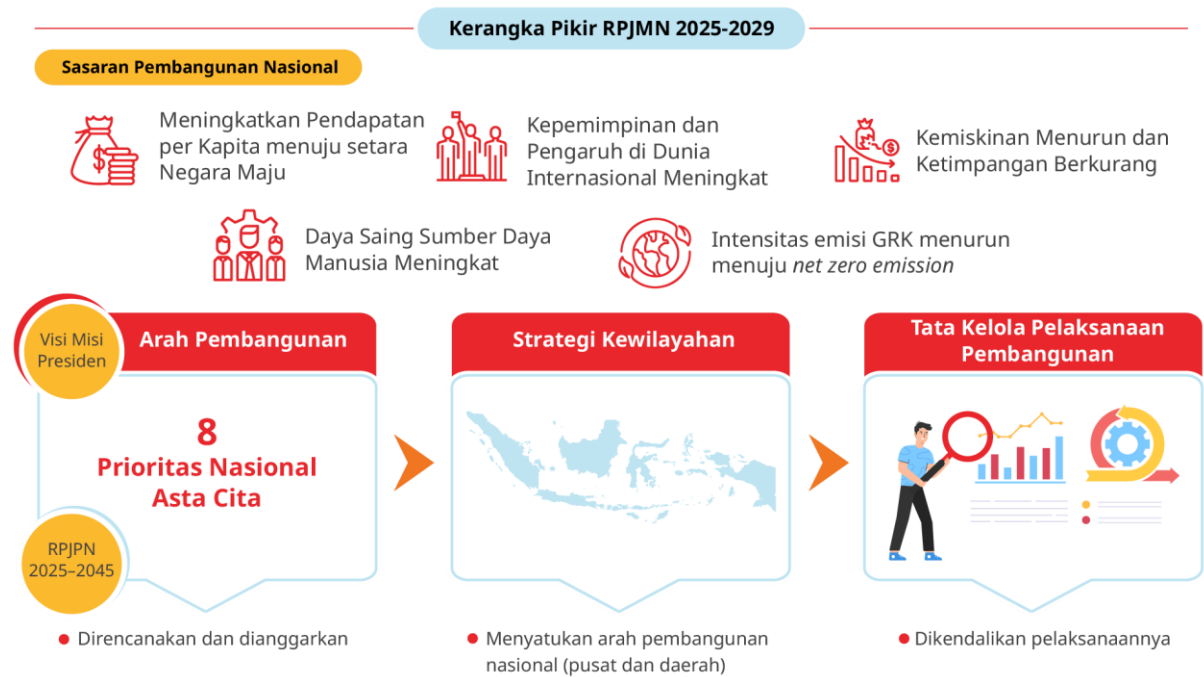 Kerangka Pikir RPJMN 2025-2029
Sasaran Pembangunan Nasional
Meningkatkan Pendapatan
per Kapita menuju setara
Negara Maju
Kepemimpinan dan
Pengaruh di Dunia
Internasional Meningkat
Kemiskinan Menurun dan
Ketimpangan Berkurang
Daya Saing Sumber Daya
Manusia Meningkat
Intensitas emisi GRK menurun
menuju net zero emission
Visi Misi
Presiden
Arah Pembangunan
8
Prioritas Nasional
Asta Cita
RPJPN
2025–2045
Direncanakan dan dianggarkan
Strategi Kewilayahan
Menyatukan arah pembangunan
nasional (pusat dan daerah)
Tata Kelola Pelaksanaan
Pembangunan
Dikendalikan pelaksanaannya